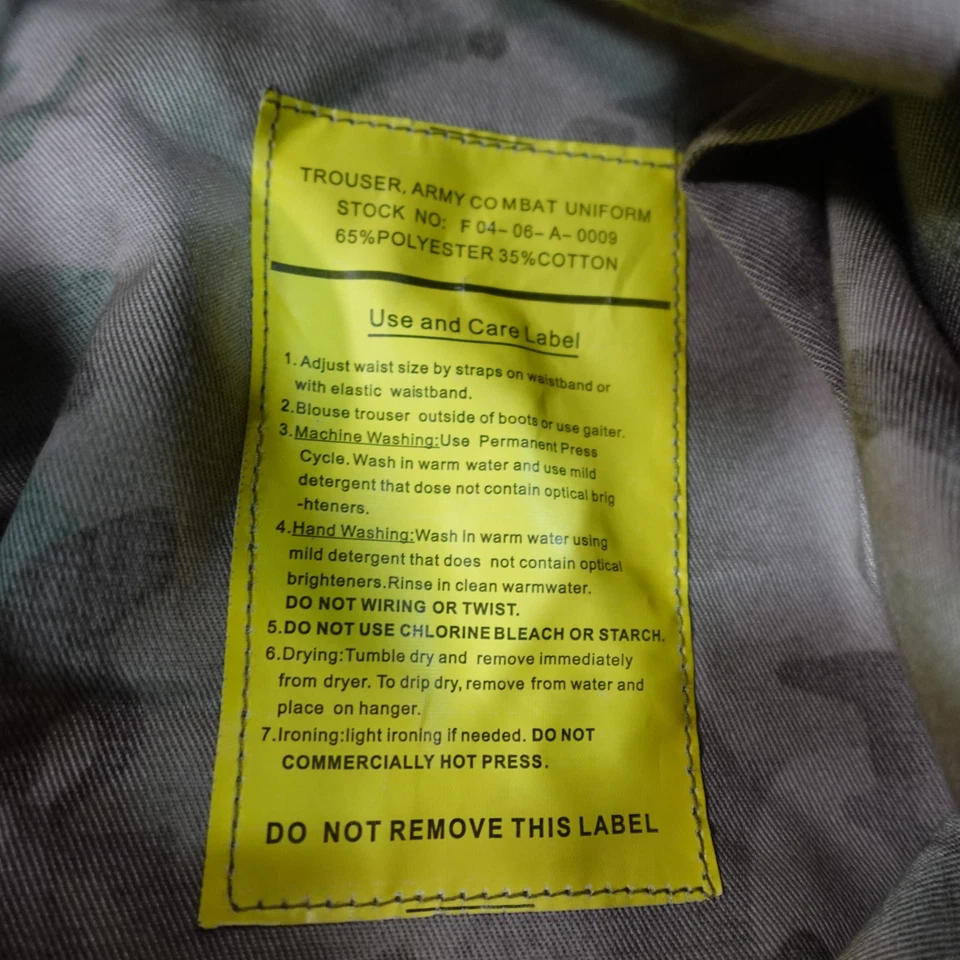 TROUSER, ARMY COMBAT UNIFORM
STOCK NO: F 04-06-A-0009
65%POLYESTER 35%COTTON
Use and Care Label
1. Adjust waist size by straps on waistband or
with elastic waistband.
2.Blouse trouser outside of boots or use gaiter.
3.Machine Washing:Use Permanent Press
Cycle. Wash in warm water and use mild
detergent that dose not contain optical brig
-hteners.
4.Hand Washing:Wash in warm water using
mild detergent that does not contain optical
brighteners.Rinse in clean warmwater.
DO NOT WIRING OR TWIST.
5.DO NOT USE CHLORINE BLEACH OR STARCH.
6.Drying:Tumble dry and remove immediately
from dryer. To drip dry, remove from water and
place on hanger.
7.Ironing:light ironing if needed. DO NOT
COMMERCIALLY HOT PRESS.
DO NOT REMOVE THIS LABEL